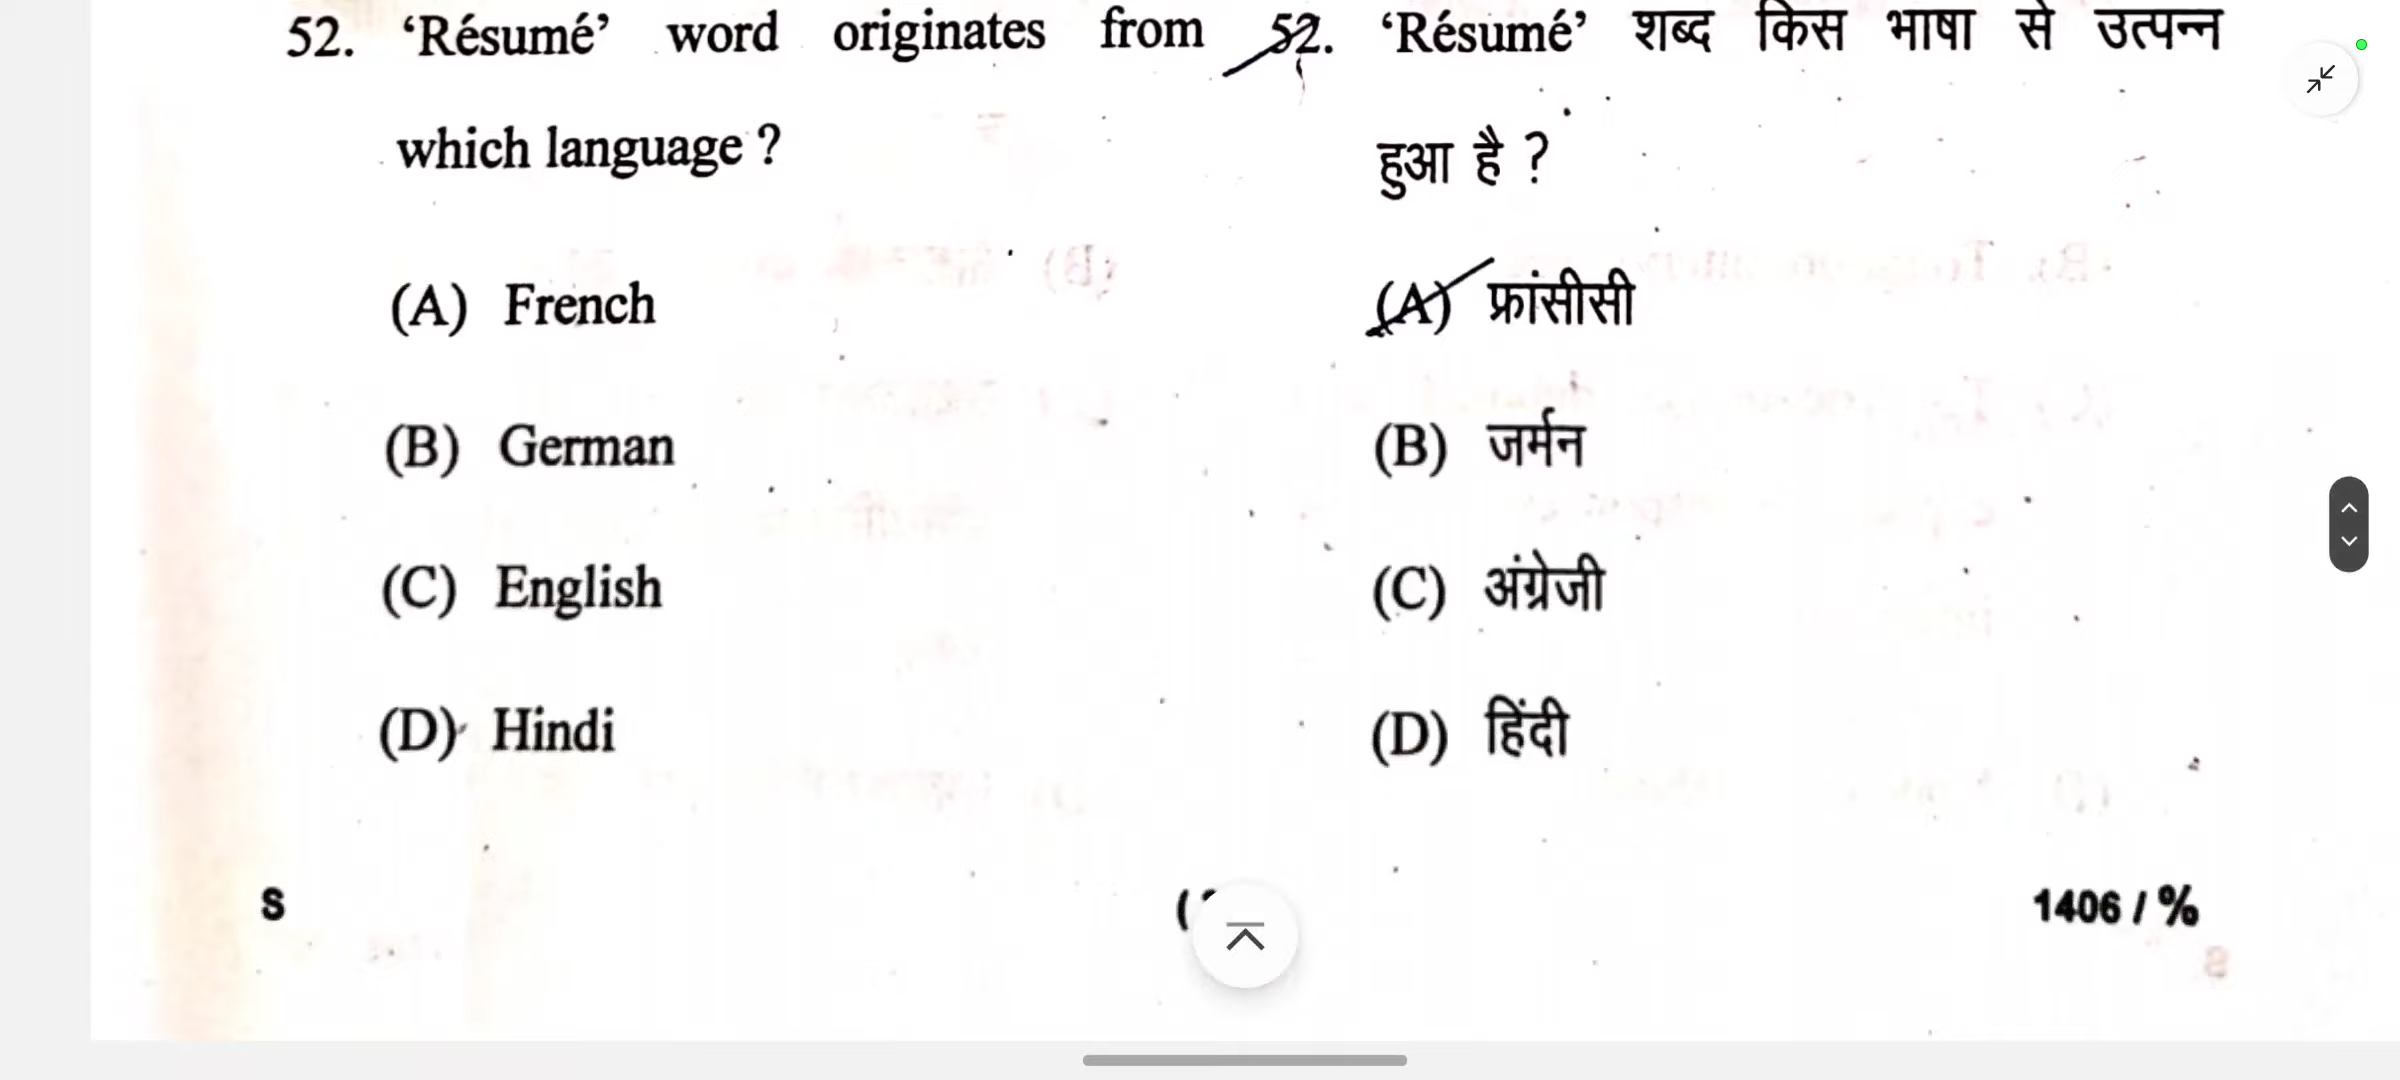 52. ‘Résumé’ word originates from
which language ?
(A) French
(B) German
(C) English
(D) Hindi
52. ‘Résumé’ शब्द किस भाषा से उत्पन्न
हुआ है ?
(A) फ्रांसीसी
(B) जर्मन
(C) अंग्रेजी
(D) हिंदी
S
1406 / %